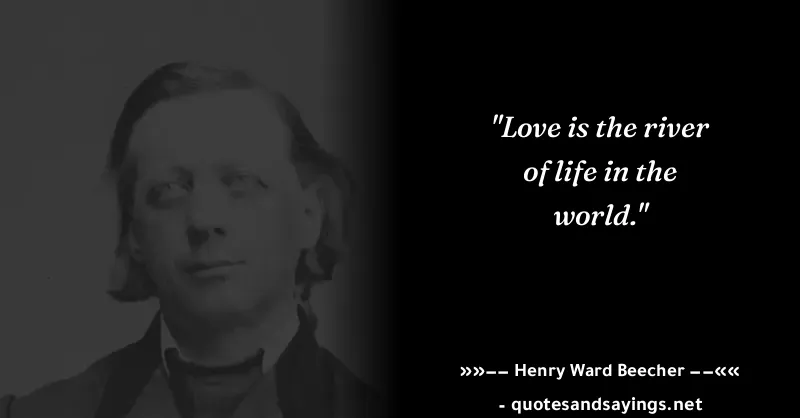 "Love is the river
of life in the
world."
»»–– Henry Ward Beecher ––««
- quotesandsayings.net